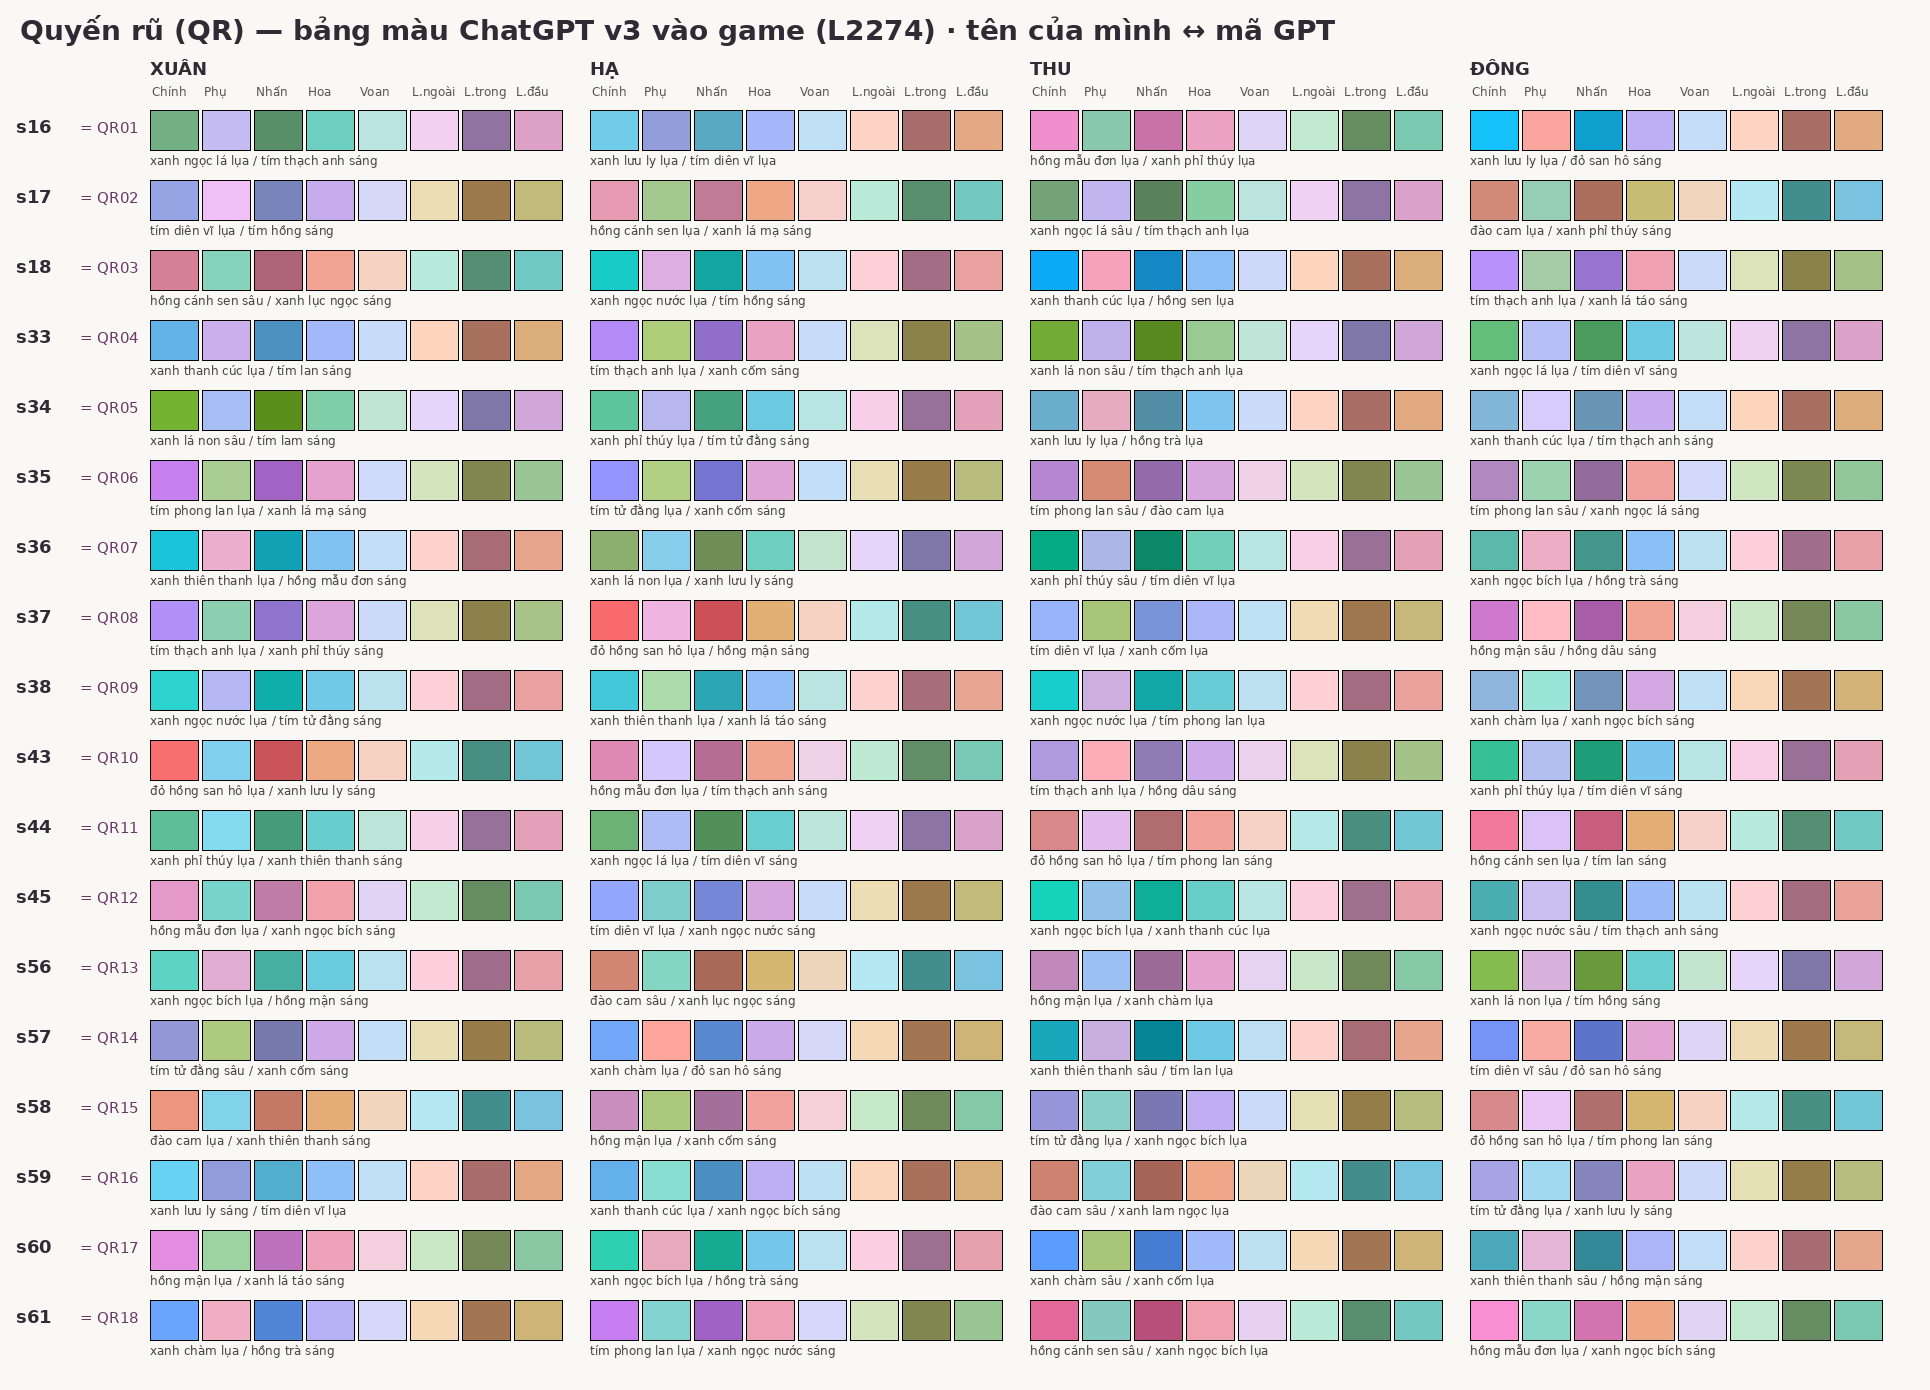 Quyến rũ (QR) — bảng màu ChatGPT v3 vào game (L2274) · tên của mình ↔ mã GPT
XUÂN HẠ THU ĐÔNG
Chính Phụ Nhấn Hoa Voan L.ngoài L.trong L.đầu Chính Phụ Nhấn Hoa Voan L.ngoài L.trong L.đầu Chính Phụ Nhấn Hoa Voan L.ngoài L.trong L.đầu Chính Phụ Nhấn Hoa Voan L.ngoài L.trong L.đầu
s16 = QR01
xanh ngọc lá lụa / tím thạch anh sáng xanh lưu ly lụa / tím diên vĩ lụa hồng mẫu đơn lụa / xanh phỉ thúy lụa xanh lưu ly lụa / đỏ san hô sáng
s17 = QR02
tím diên vĩ lụa / tím hồng sáng hồng cánh sen lụa / xanh lá mạ sáng xanh ngọc lá sâu / tím thạch anh lụa đào cam lụa / xanh phỉ thúy sáng
s18 = QR03
hồng cánh sen sâu / xanh lục ngọc sáng xanh ngọc nước lụa / tím hồng sáng xanh thanh cúc lụa / hồng sen lụa tím thạch anh lụa / xanh lá táo sáng
s33 = QR04
xanh thanh cúc lụa / tím lan sáng tím thạch anh lụa / xanh cốm sáng xanh lá non sâu / tím thạch anh lụa xanh ngọc lá lụa / tím diên vĩ sáng
s34 = QR05
xanh lá non sâu / tím lam sáng xanh phỉ thúy lụa / tím tử đằng sáng xanh lưu ly lụa / hồng trà lụa xanh thanh cúc lụa / tím thạch anh sáng
s35 = QR06
tím phong lan lụa / xanh lá mạ sáng tím tử đằng lụa / xanh cốm sáng tím phong lan sâu / đào cam lụa tím phong lan sâu / xanh ngọc lá sáng
s36 = QR07
xanh thiên thanh lụa / hồng mẫu đơn sáng xanh lá non lụa / xanh lưu ly sáng xanh phỉ thúy sâu / tím diên vĩ lụa xanh ngọc bích lụa / hồng trà sáng
s37 = QR08
tím thạch anh lụa / xanh phỉ thúy sáng đỏ hồng san hô lụa / hồng mận sáng tím diên vĩ lụa / xanh cốm lụa hồng mận sâu / hồng dâu sáng
s38 = QR09
xanh ngọc nước lụa / tím tử đằng sáng xanh thiên thanh lụa / xanh lá táo sáng xanh ngọc nước lụa / tím phong lan lụa xanh chàm lụa / xanh ngọc bích sáng
s43 = QR10
đỏ hồng san hô lụa / xanh lưu ly sáng hồng mẫu đơn lụa / tím thạch anh sáng tím thạch anh lụa / hồng dâu sáng xanh phỉ thúy lụa / tím diên vĩ sáng
s44 = QR11
xanh phỉ thúy lụa / xanh thiên thanh sáng xanh ngọc lá lụa / tím diên vĩ sáng đỏ hồng san hô lụa / tím phong lan sáng hồng cánh sen lụa / tím lan sáng
s45 = QR12
hồng mẫu đơn lụa / xanh ngọc bích sáng tím diên vĩ lụa / xanh ngọc nước sáng xanh ngọc bích lụa / xanh thanh cúc lụa xanh ngọc nước sâu / tím thạch anh sáng
s56 = QR13
xanh ngọc bích lụa / hồng mận sáng đào cam sâu / xanh lục ngọc sáng hồng mận lụa / xanh chàm lụa xanh lá non lụa / tím hồng sáng
s57 = QR14
tím tử đằng sâu / xanh cốm sáng xanh chàm lụa / đỏ san hô sáng xanh thiên thanh sâu / tím lan lụa tím diên vĩ sâu / đỏ san hô sáng
s58 = QR15
đào cam lụa / xanh thiên thanh sáng hồng mận lụa / xanh cốm sáng tím tử đằng lụa / xanh ngọc bích lụa đỏ hồng san hô lụa / tím phong lan sáng
s59 = QR16
xanh lưu ly sáng / tím diên vĩ lụa xanh thanh cúc lụa / xanh ngọc bích sáng đào cam sâu / xanh lam ngọc lụa tím tử đằng lụa / xanh lưu ly sáng
s60 = QR17
hồng mận lụa / xanh lá táo sáng xanh ngọc bích lụa / hồng trà sáng xanh chàm sâu / xanh cốm lụa xanh thiên thanh sâu / hồng mận sáng
s61 = QR18
xanh chàm lụa / hồng trà sáng tím phong lan lụa / xanh ngọc nước sáng hồng cánh sen sâu / xanh ngọc bích lụa hồng mẫu đơn lụa / xanh ngọc bích sáng